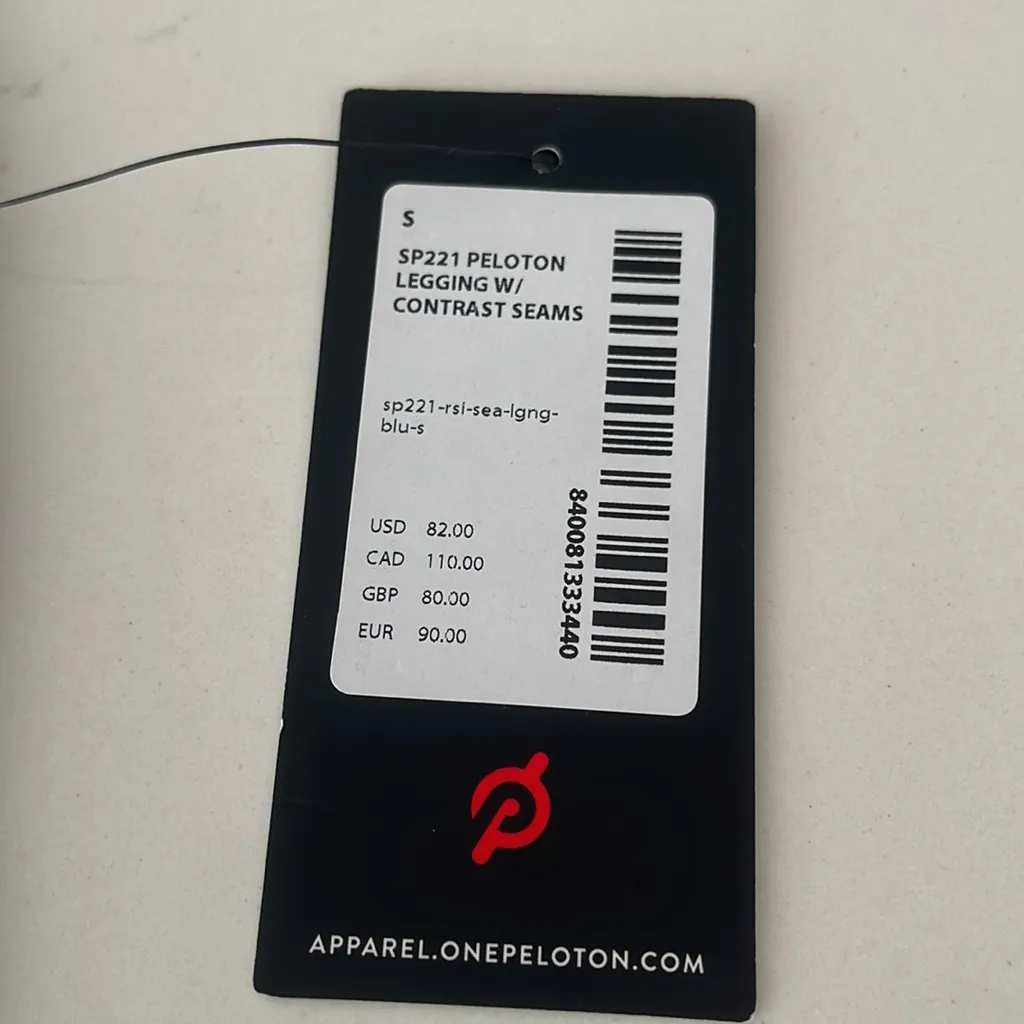 S
SP221 PELOTON
LEGGING W/
CONTRAST SEAMS
sp221-rsl-sea-lgng-
blu-s
USD 82.00
CAD 110.00
GBP 80.00
EUR 90.00
840081333440
APPAREL.ONEPELOTON.COM